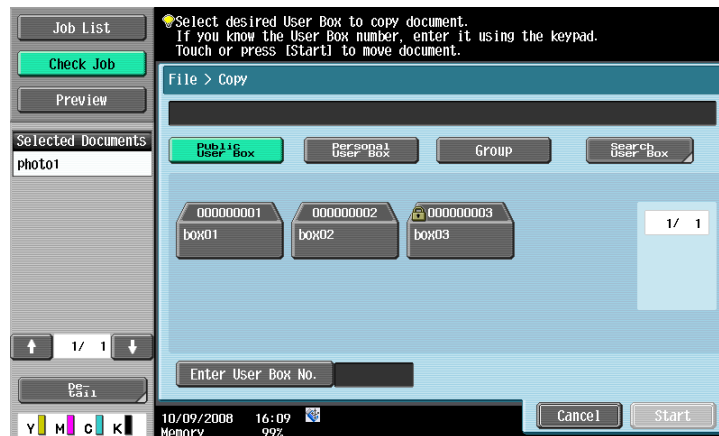 Job List
Check Job
Preview
Selected Documents
photo1
1/ 1
De-
tail
Y M C K
Select desired User Box to copy document.
If you know the User Box number, enter it using the keypad.
Touch or press [Start] to move document.
File > Copy
Public
User Box
Personal
User Box
Group
Search
User Box
000000001 000000002 000000003
box01 box02 box03
1/ 1
Enter User Box No.
Cancel Start
10/09/2008 16:09
Memory 99%